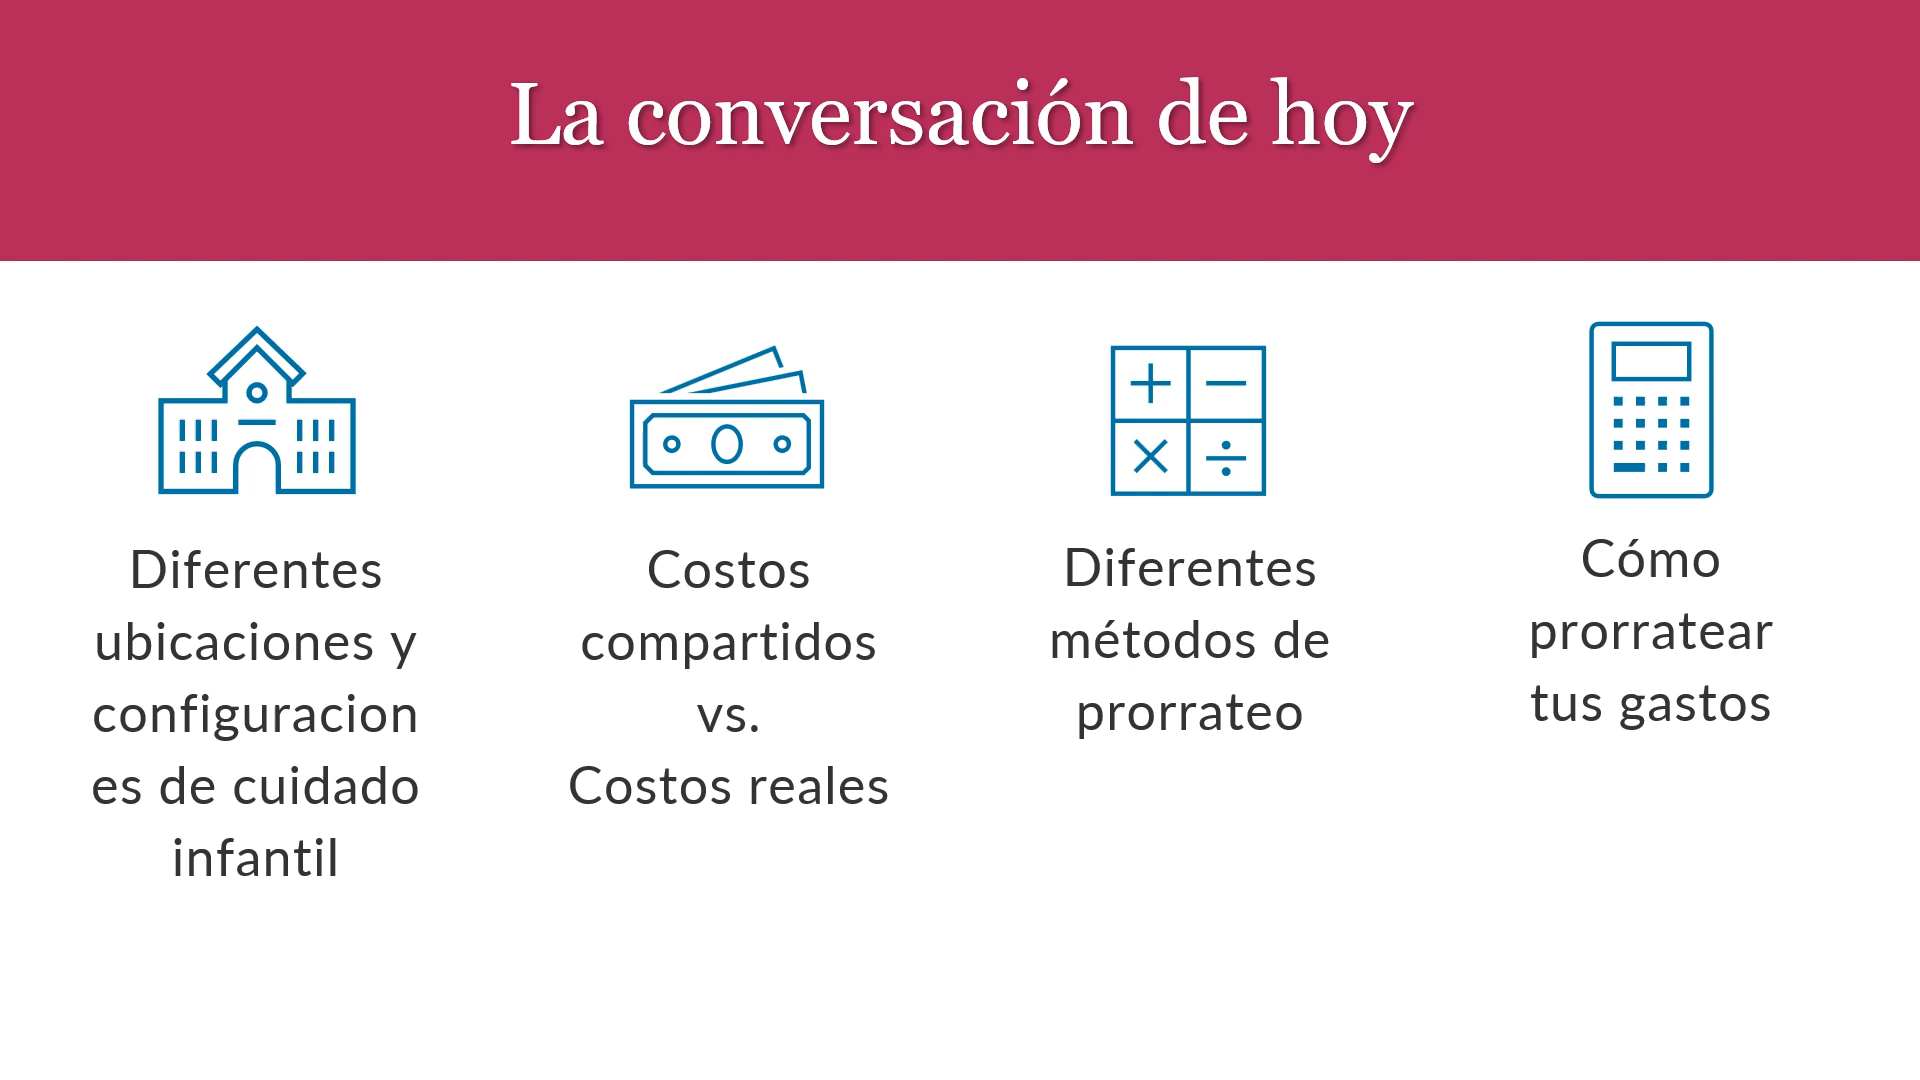 La conversación de hoy
Diferentes
ubicaciones y
configuracion
es de cuidado
infantil
Costos
compartidos
vs.
Costos reales
Diferentes
métodos de
prorrateo
Cómo
prorratear
tus gastos